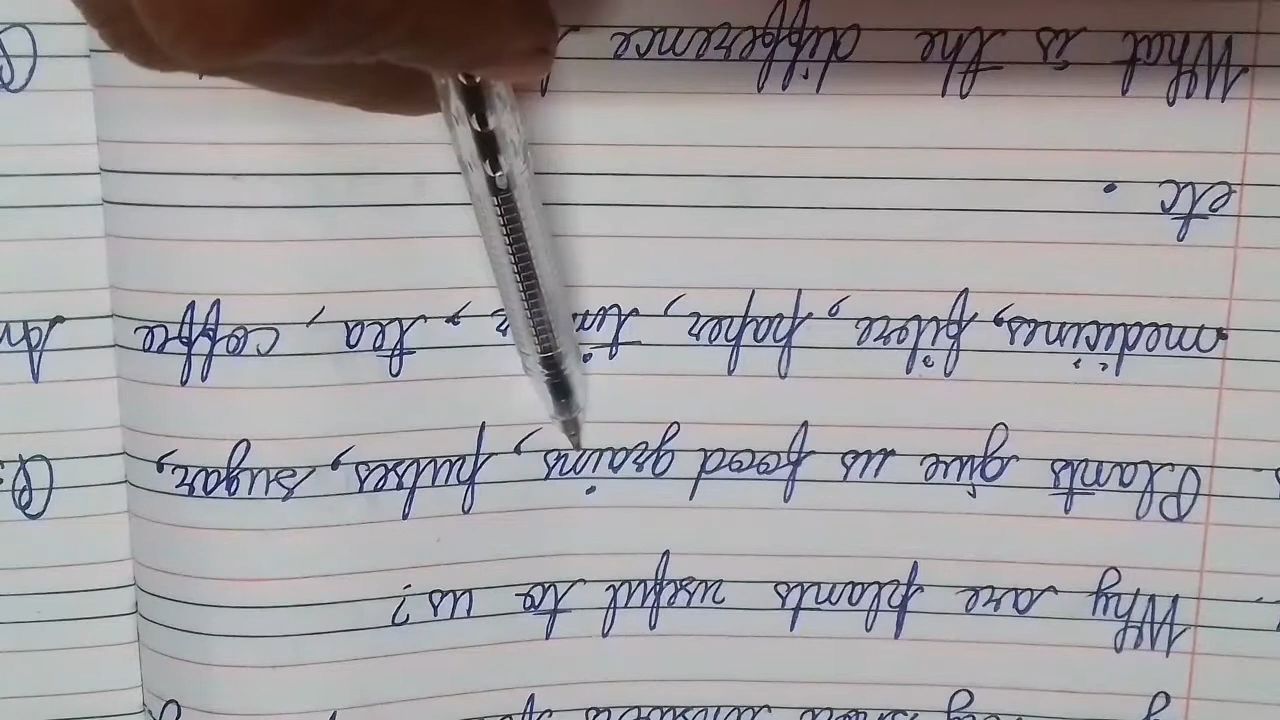 Why are plants useful to us?
Plants give us food grains, pulses, sugar,
medicines, fibre, paper, tea, coffee
etc.
What is the difference